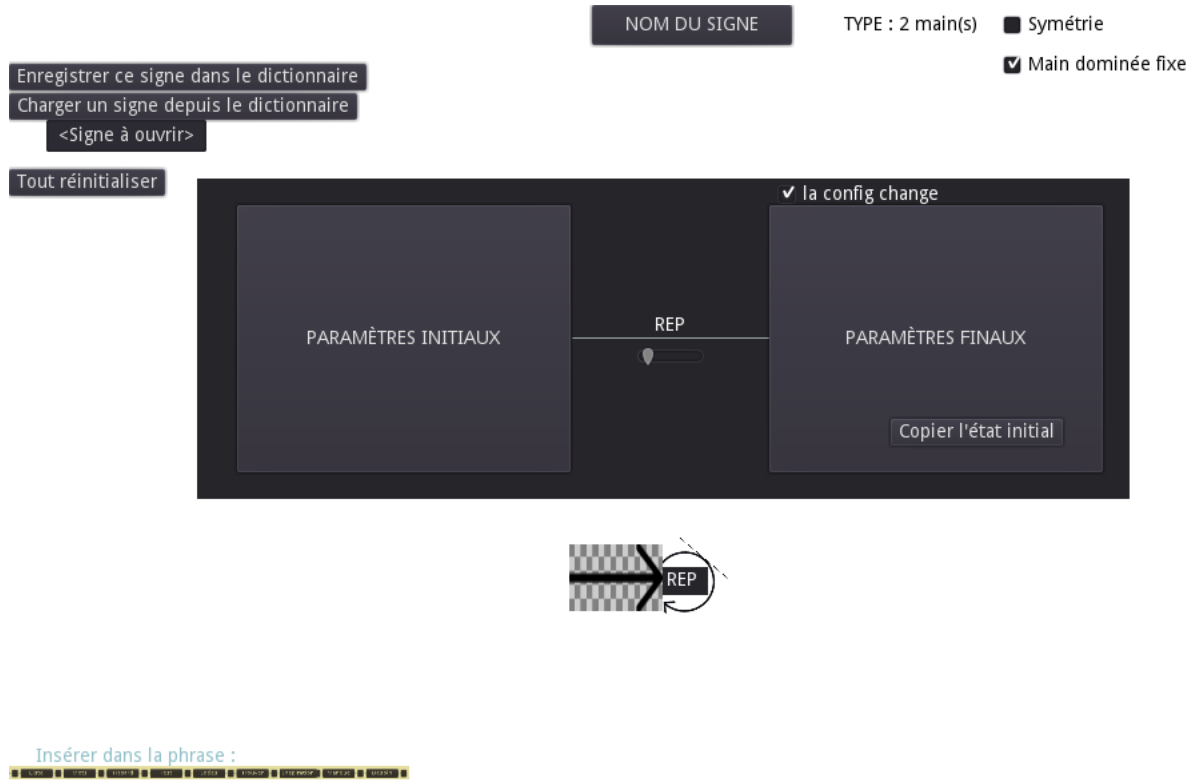 NOM DU SIGNE
TYPE : 2 main(s)
Symétrie
Main dominée fixe
Enregistrer ce signe dans le dictionnaire
Charger un signe depuis le dictionnaire
<Signe à ouvrir>
Tout réinitialiser
la config change
PARAMÈTRES INITIAUX
REP
PARAMÈTRES FINAUX
Copier l'état initial
REP
Insérer dans la phrase :